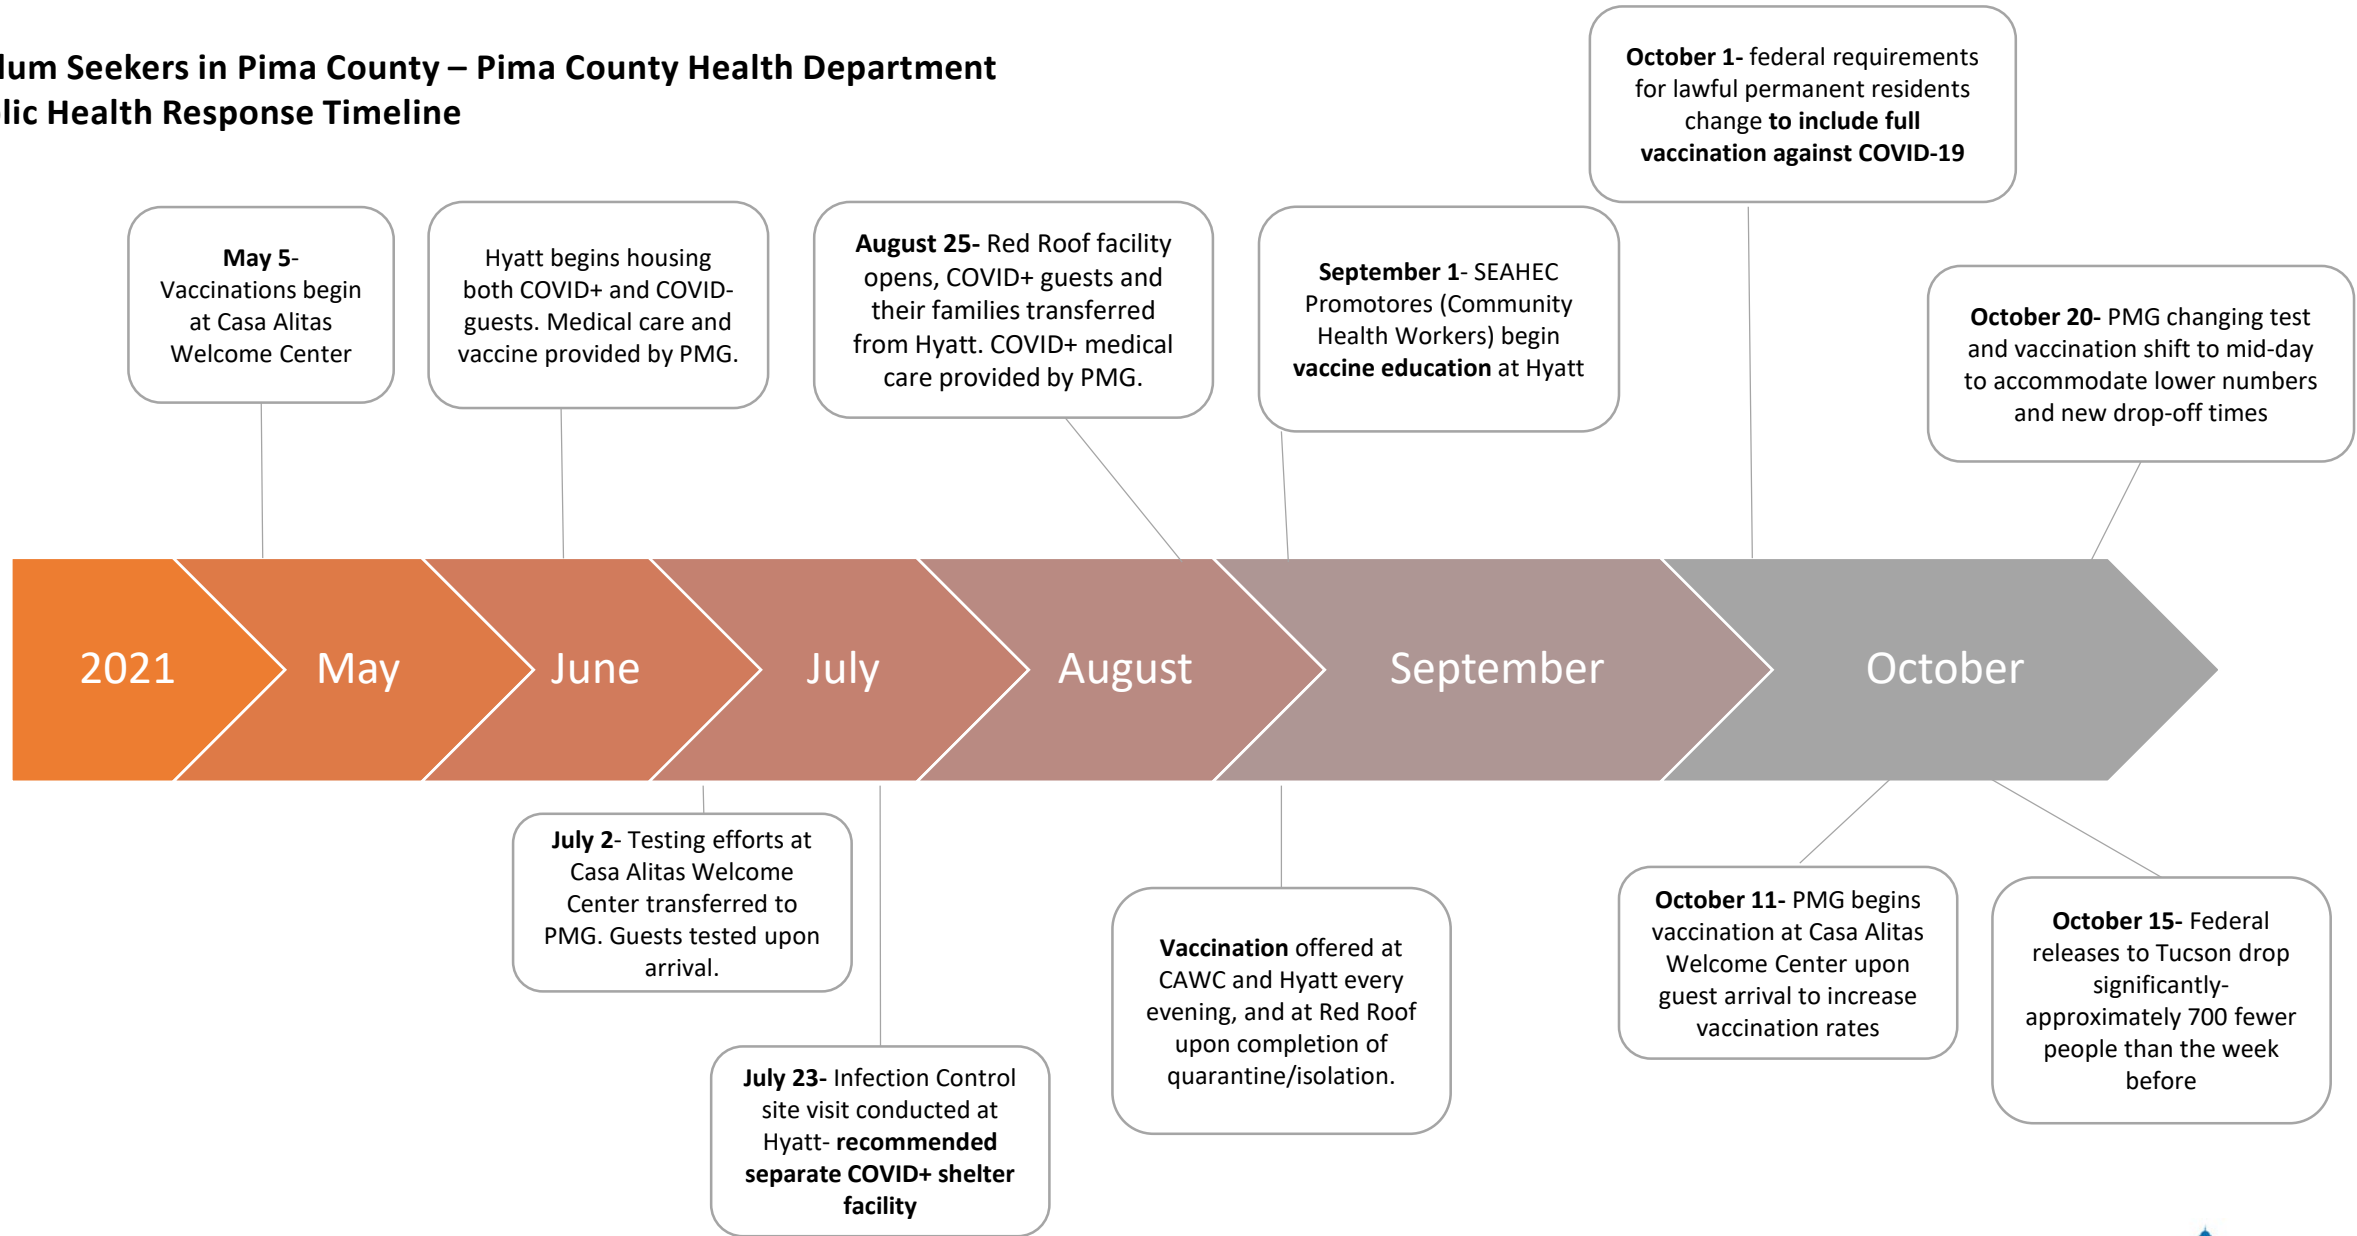 lum Seekers in Pima County – Pima County Health Department
lic Health Response Timeline
October 1- federal requirements
for lawful permanent residents
change to include full
vaccination against COVID-19
May 5-
Vaccinations begin
at Casa Alitas
Welcome Center
Hyatt begins housing
both COVID+ and COVID-
guests. Medical care and
vaccine provided by PMG.
August 25- Red Roof facility
opens, COVID+ guests and
their families transferred
from Hyatt. COVID+ medical
care provided by PMG.
September 1- SEAHEC
Promotores (Community
Health Workers) begin
vaccine education at Hyatt
October 20- PMG changing test
and vaccination shift to mid-day
to accommodate lower numbers
and new drop-off times
2021
May
June
July
August
September
October
July 2- Testing efforts at
Casa Alitas Welcome
Center transferred to
PMG. Guests tested upon
arrival.
July 23- Infection Control
site visit conducted at
Hyatt- recommended
separate COVID+ shelter
facility
Vaccination offered at
CAWC and Hyatt every
evening, and at Red Roof
upon completion of
quarantine/isolation.
October 11- PMG begins
vaccination at Casa Alitas
Welcome Center upon
guest arrival to increase
vaccination rates
October 15- Federal
releases to Tucson drop
significantly-
approximately 700 fewer
people than the week
before